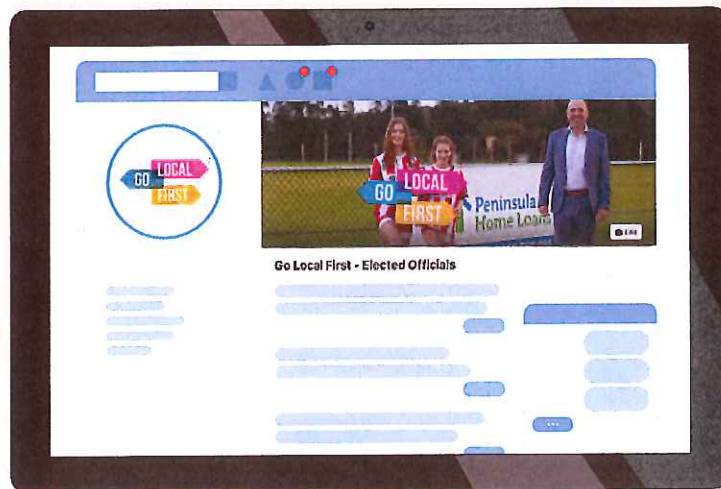 GO
LOCAL
FIRST
GO
LOCAL
FIRST
Peninsula
Home Loans
Edit
Go Local First - Elected Officials